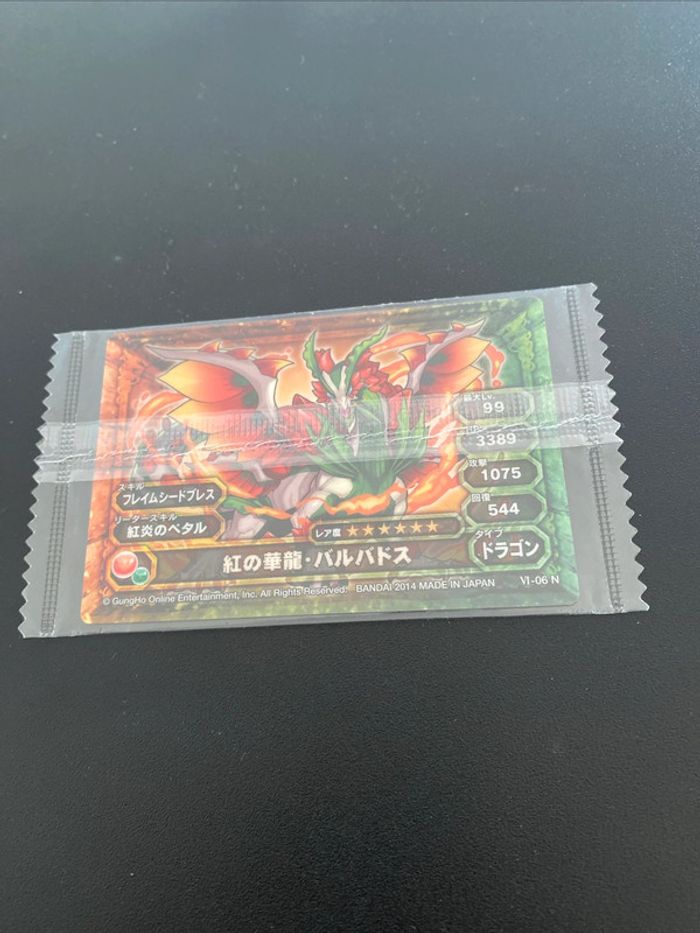 最大Lv.
99
HP
3389
攻撃
1075
回復
544
タイプ
ドラゴン
スキル
フレイムシードブレス
リーダースキル
紅炎のペタル
レア度 ★★★★★★
紅の華龍・バルバドス
© GungHo Online Entertainment, Inc. All Rights Reserved. BANDAI 2014 MADE IN JAPAN VI-06 N